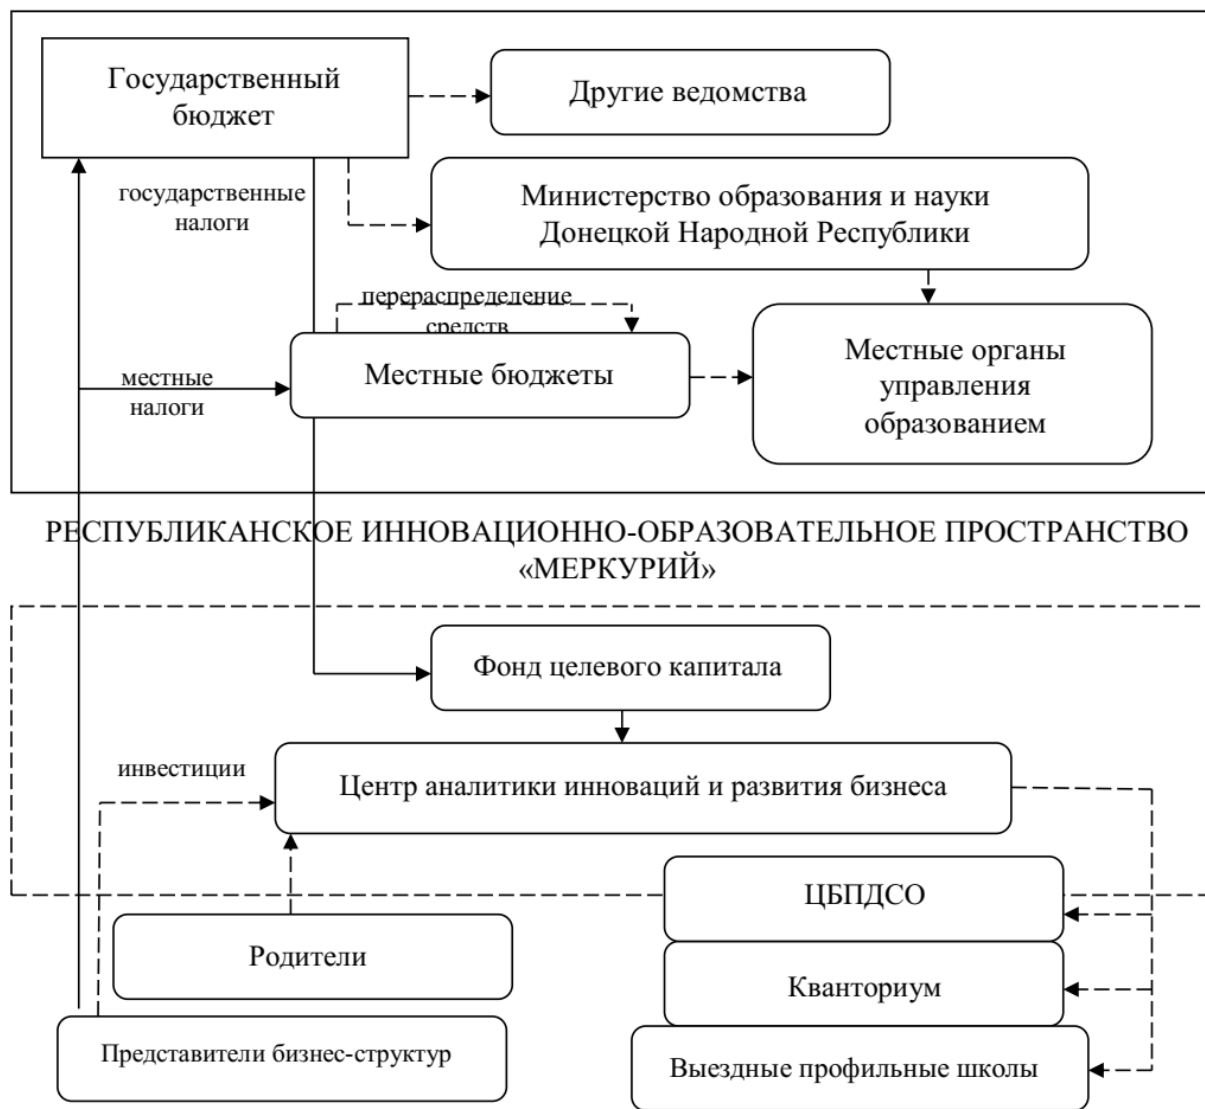 Государственный
бюджет
Другие ведомства
государственные
налоги
Министерство образования и науки
Донецкой Народной Республики
перераспределение
средств
Местные бюджеты
местные
налоги
Местные органы
управления
образованием
РЕСПУБЛИКАНСКОЕ ИННОВАЦИОННО-ОБРАЗОВАТЕЛЬНОЕ ПРОСТРАНСТВО
«МЕРКУРИЙ»
Фонд целевого капитала
инвестиции
Центр аналитики инноваций и развития бизнеса
ЦБПДСО
Родители
Кванториум
Представители бизнес-структур
Выездные профильные школы